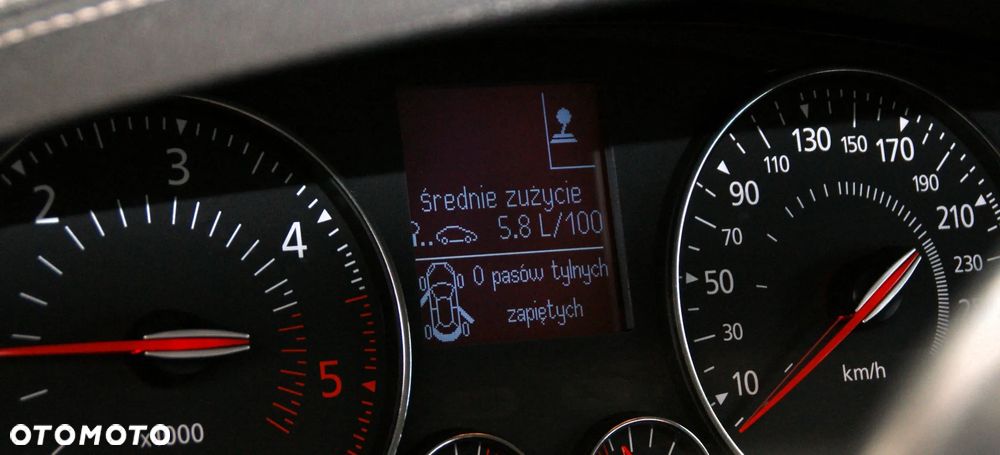 średnie zużycie
5.8 L/100
0 pasów tylnych
zapiętych
2
3
4
5
x1000
10
30
50
70
90
110
130
150
170
190
210
230
km/h
OTOMOTO